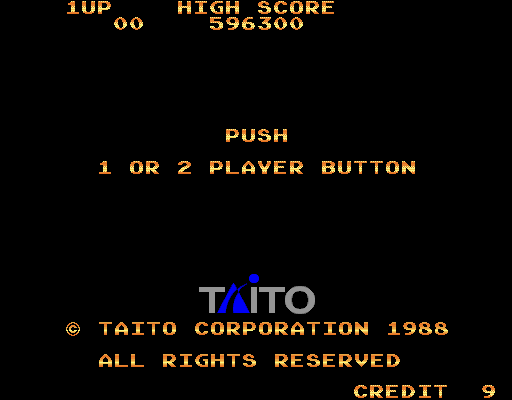 1UP HIGH SCORE
00 596300
PUSH
1 OR 2 PLAYER BUTTON
TAITO
© TAITO CORPORATION 1988
ALL RIGHTS RESERVED
CREDIT 9